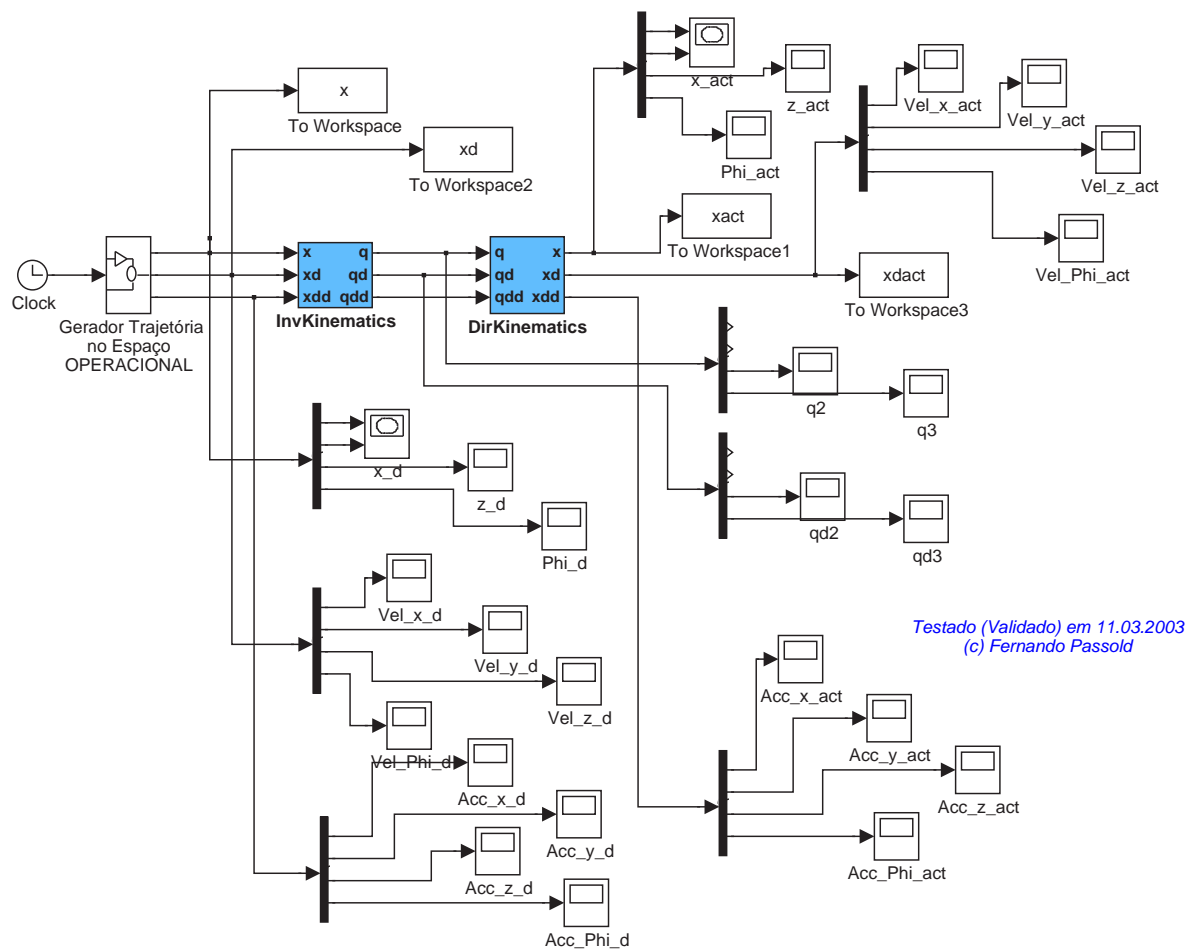 x_act
z_act
Vel_x_act
Vel_y_act
x
To Workspace
xd
To Workspace2
Phi_act
Vel_z_act
xact
To Workspace1
Vel_Phi_act
Clock
Gerador Trajetória
no Espaço
OPERACIONAL
x q
xd qd
xdd qdd
InvKinematics
q x
qd xd
qdd xdd
DirKinematics
xdact
To Workspace3
q2
q3
x_d
z_d
Phi_d
qd2
qd3
Vel_x_d
Vel_y_d
Vel_z_d
Vel_Phi_d
Testado (Validado) em 11.03.2003
(c) Fernando Passold
Acc_x_act
Acc_y_act
Acc_z_act
Acc_Phi_act
Acc_x_d
Acc_y_d
Acc_z_d
Acc_Phi_d